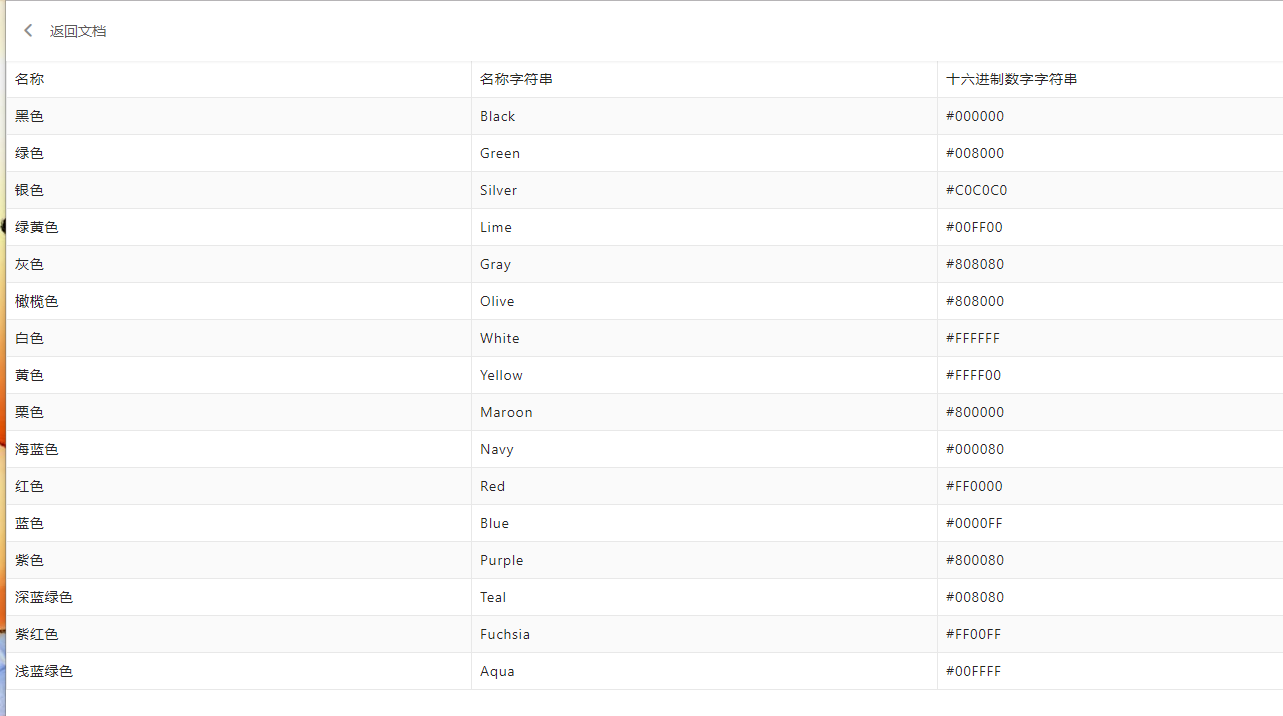 返回文档
名称 名称字符串 十六进制数字字符串
黑色 Black #000000
绿色 Green #008000
银色 Silver #C0C0C0
绿黄色 Lime #00FF00
灰色 Gray #808080
橄榄色 Olive #808000
白色 White #FFFFFF
黄色 Yellow #FFFF00
栗色 Maroon #800000
海蓝色 Navy #000080
红色 Red #FF0000
蓝色 Blue #0000FF
紫色 Purple #800080
深蓝绿色 Teal #008080
紫红色 Fuchsia #FF00FF
浅蓝绿色 Aqua #00FFFF